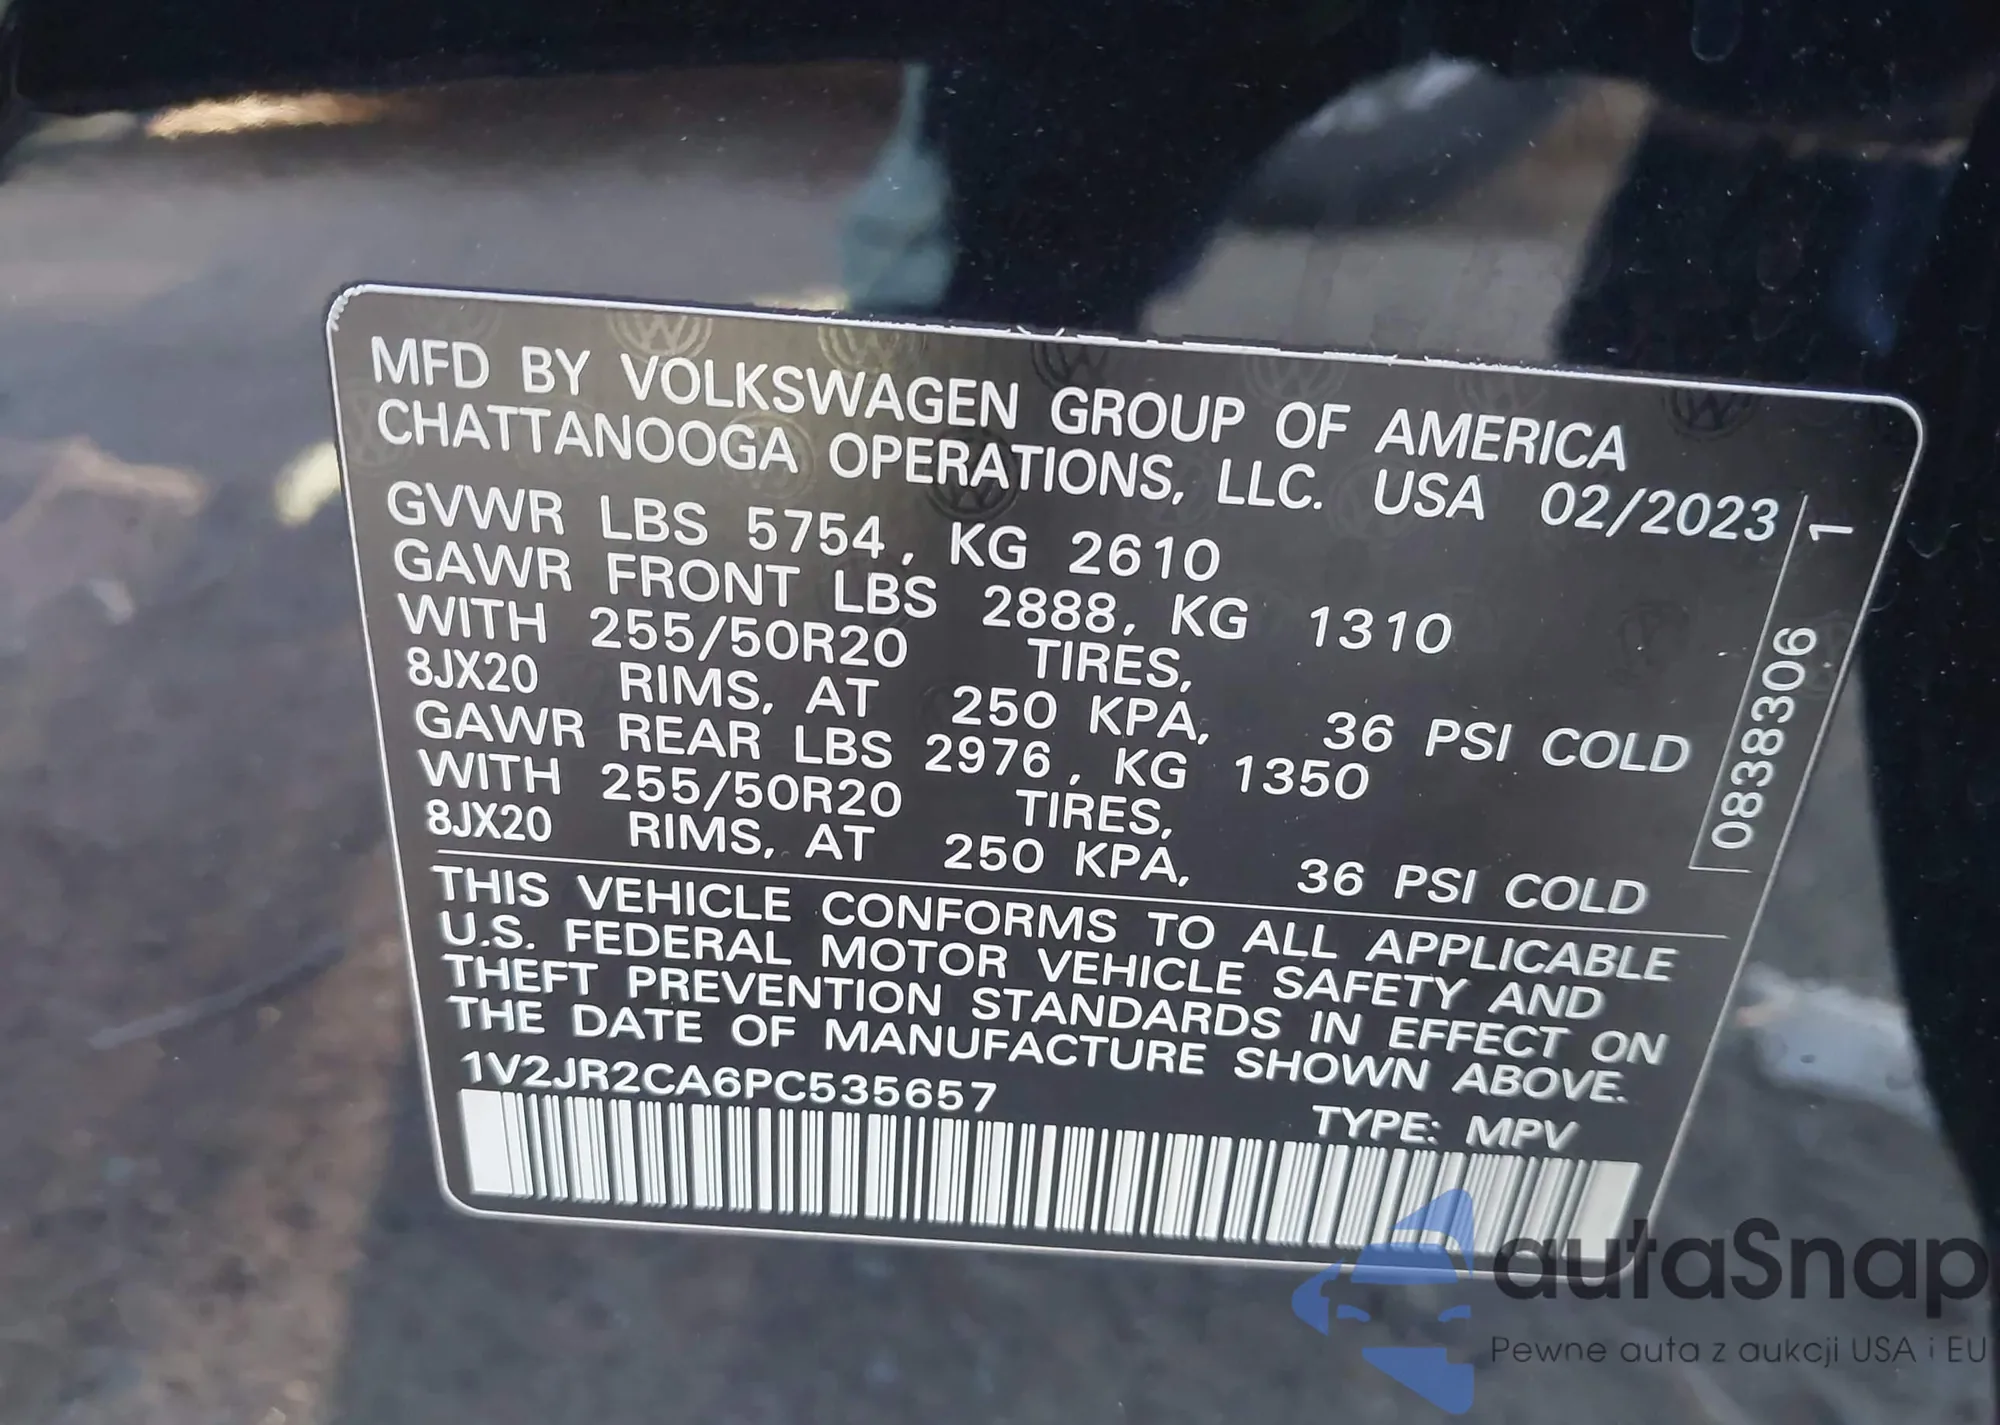 MFD BY VOLKSWAGEN GROUP OF AMERICA
CHATTANOOGA OPERATIONS, LLC. USA 02/2023
GVWR LBS 5754, KG 2610
GAWR FRONT LBS 2888, KG 1310
WITH 255/50R20 TIRES,
8JX20 RIMS, AT 250 KPA, 36 PSI COLD
GAWR REAR LBS 2976, KG 1350
WITH 255/50R20 TIRES,
8JX20 RIMS, AT 250 KPA, 36 PSI COLD
0838306 1
THIS VEHICLE CONFORMS TO ALL APPLICABLE
U.S. FEDERAL MOTOR VEHICLE SAFETY AND
THEFT PREVENTION STANDARDS IN EFFECT ON
THE DATE OF MANUFACTURE SHOWN ABOVE.
1V2JR2CA6PC535657 TYPE: MPV
autaSnap
Pewne auta z aukcji USA i EU